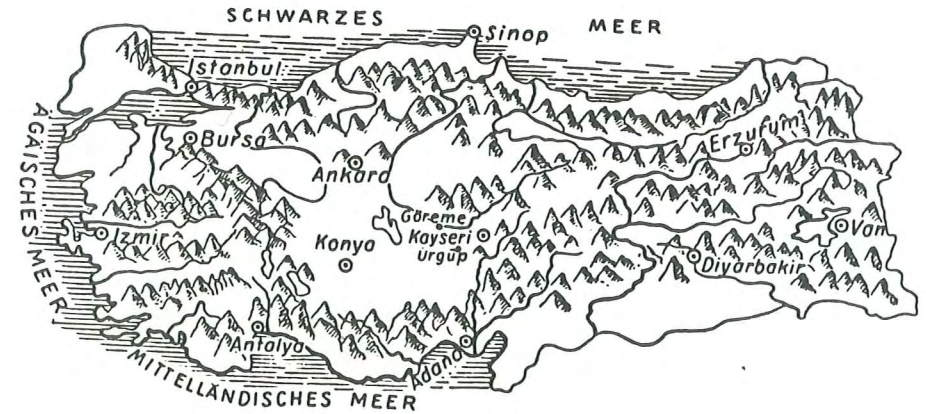 SCHWARZES MEER
Sinop
Istanbul
ÄGÄISCHES MEER
Bursa
Erzurum
Ankara
Göreme
Izmir
Konya
Kayseri
Van
ürgüp
Diyarbakir
Antalya
Adana
MITTELLÄNDISCHES MEER